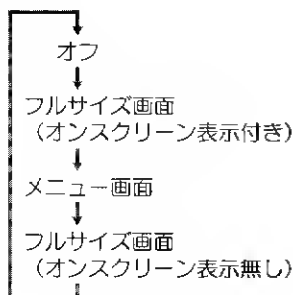 オフ
フルサイズ画面
（オンスクリーン表示付き）
メニュー画面
フルサイズ画面
（オンスクリーン表示無し）